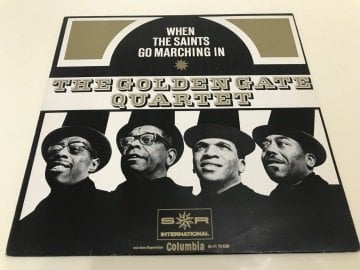 WHEN
THE SAINTS
GO MARCHING IN
THE GOLDEN GATE
QUARTET
S R
INTERNATIONAL
Columbia